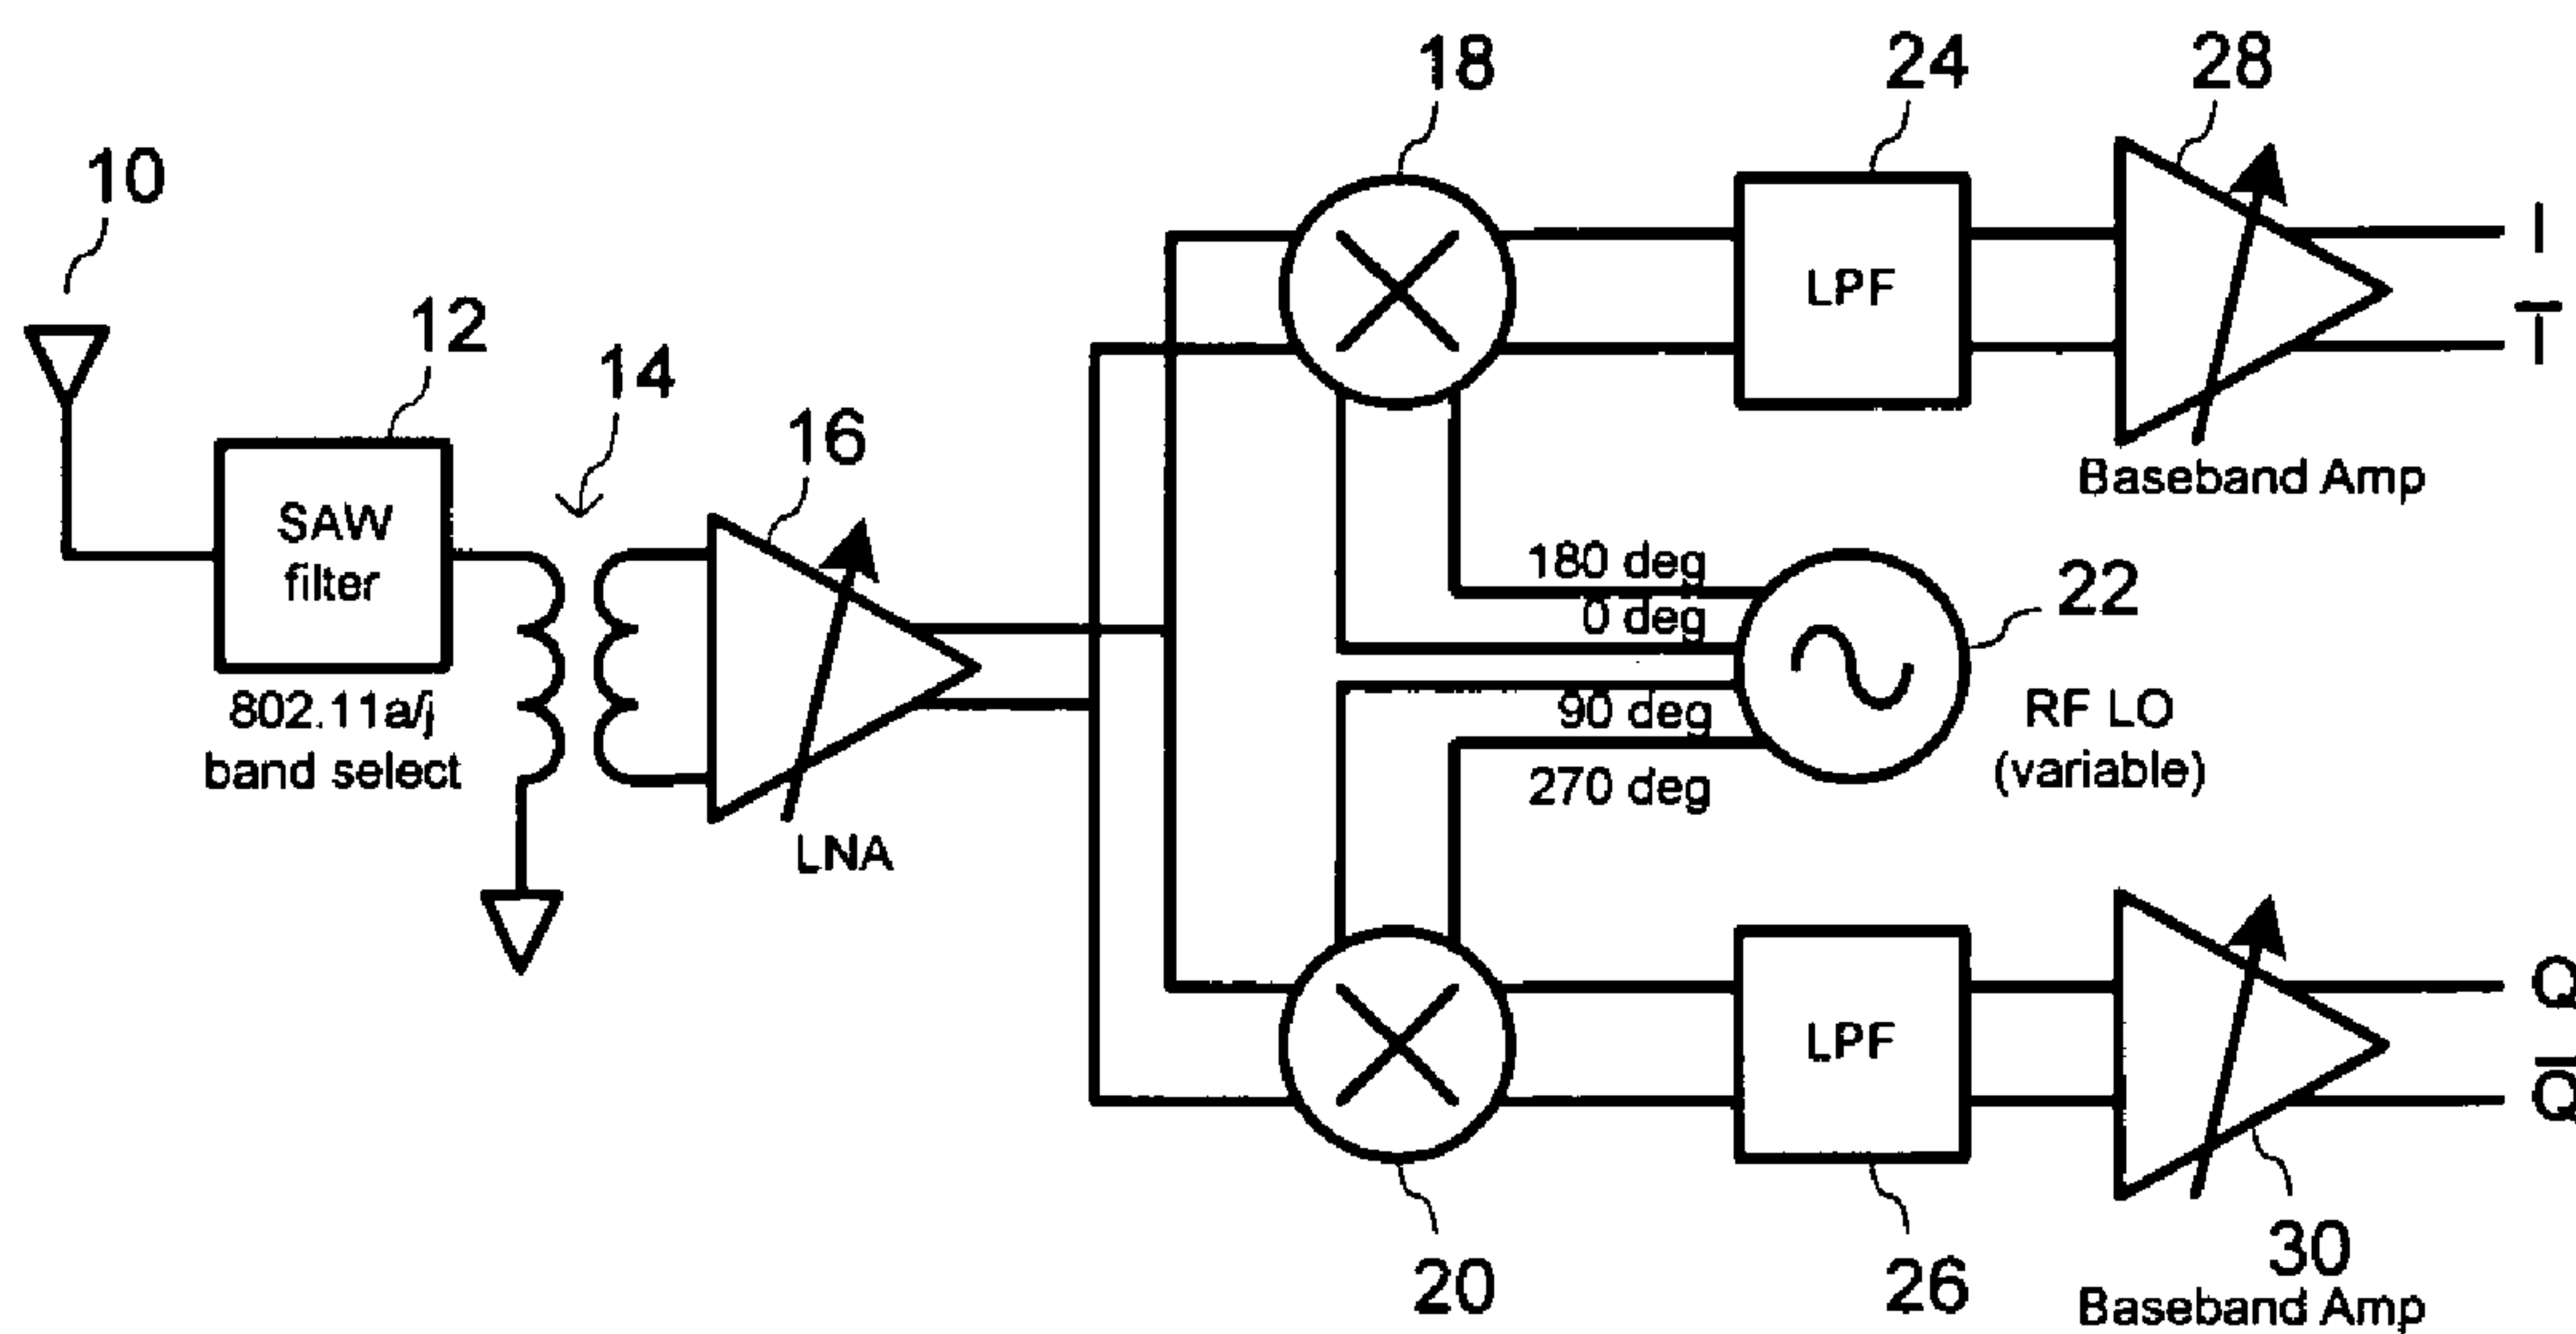 18
24
28
10
12
14
16
SAW
filter
802.11a/j
band select
LNA
LPF
Baseband Amp
I
I̅
180 deg
0 deg
90 deg
270 deg
22
RF LO
(variable)
LPF
Q
Q̅
20
26
30
Baseband Amp